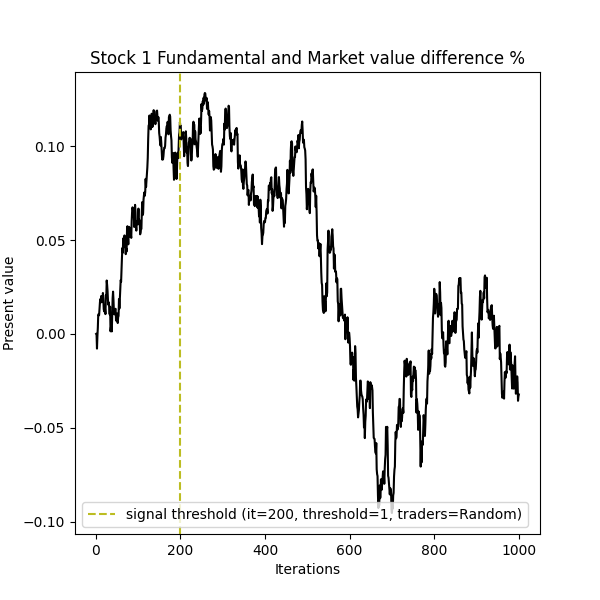 Stock 1 Fundamental and Market value difference %
Present value
0.10
0.05
0.00
−0.05
−0.10
signal threshold (it=200, threshold=1, traders=Random)
0
200
400
600
800
1000
Iterations